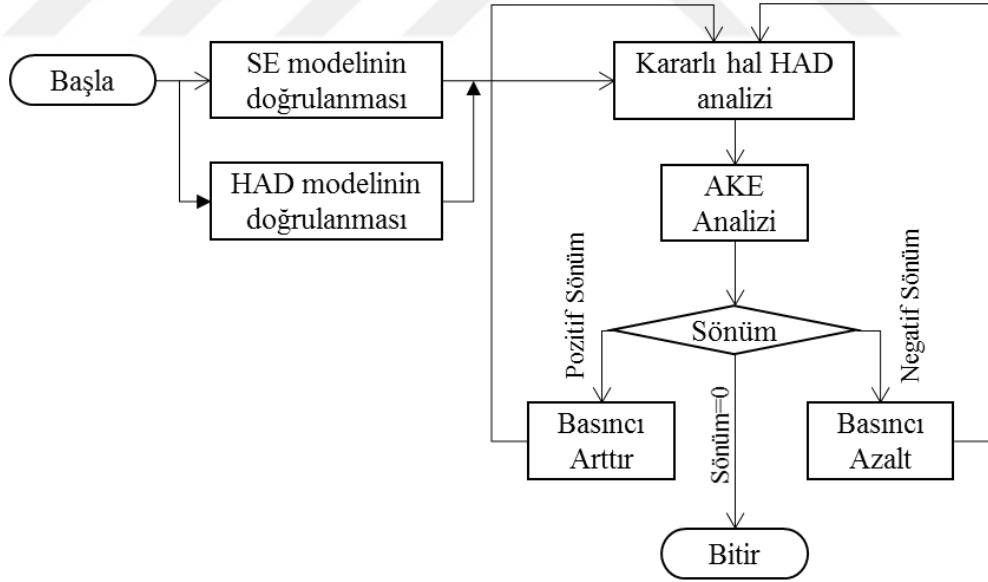 Başla
SE modelinin
doğrulanması
HAD modelinin
doğrulanması
Kararlı hal HAD
analizi
AKE
Analizi
Sönüm
Pozitif Sönüm
Negatif Sönüm
Sönüm=0
Basıncı
Arttır
Basıncı
Azalt
Bitir